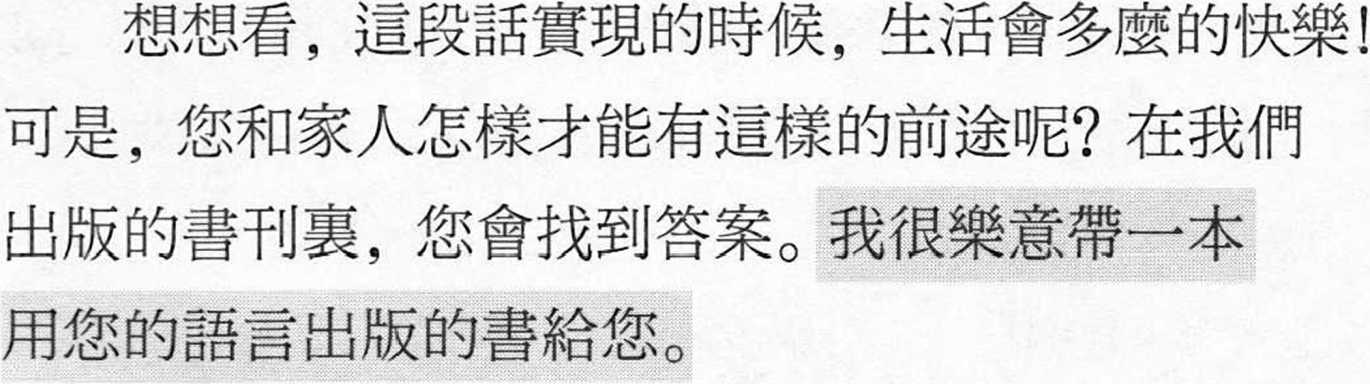 想想看，這段話實現的時候，生活會多麼的快樂！
可是，您和家人怎樣才能有這樣的前途呢？在我們
出版的書刊裏，您會找到答案。我很樂意帶一本
用您的語言出版的書給您。